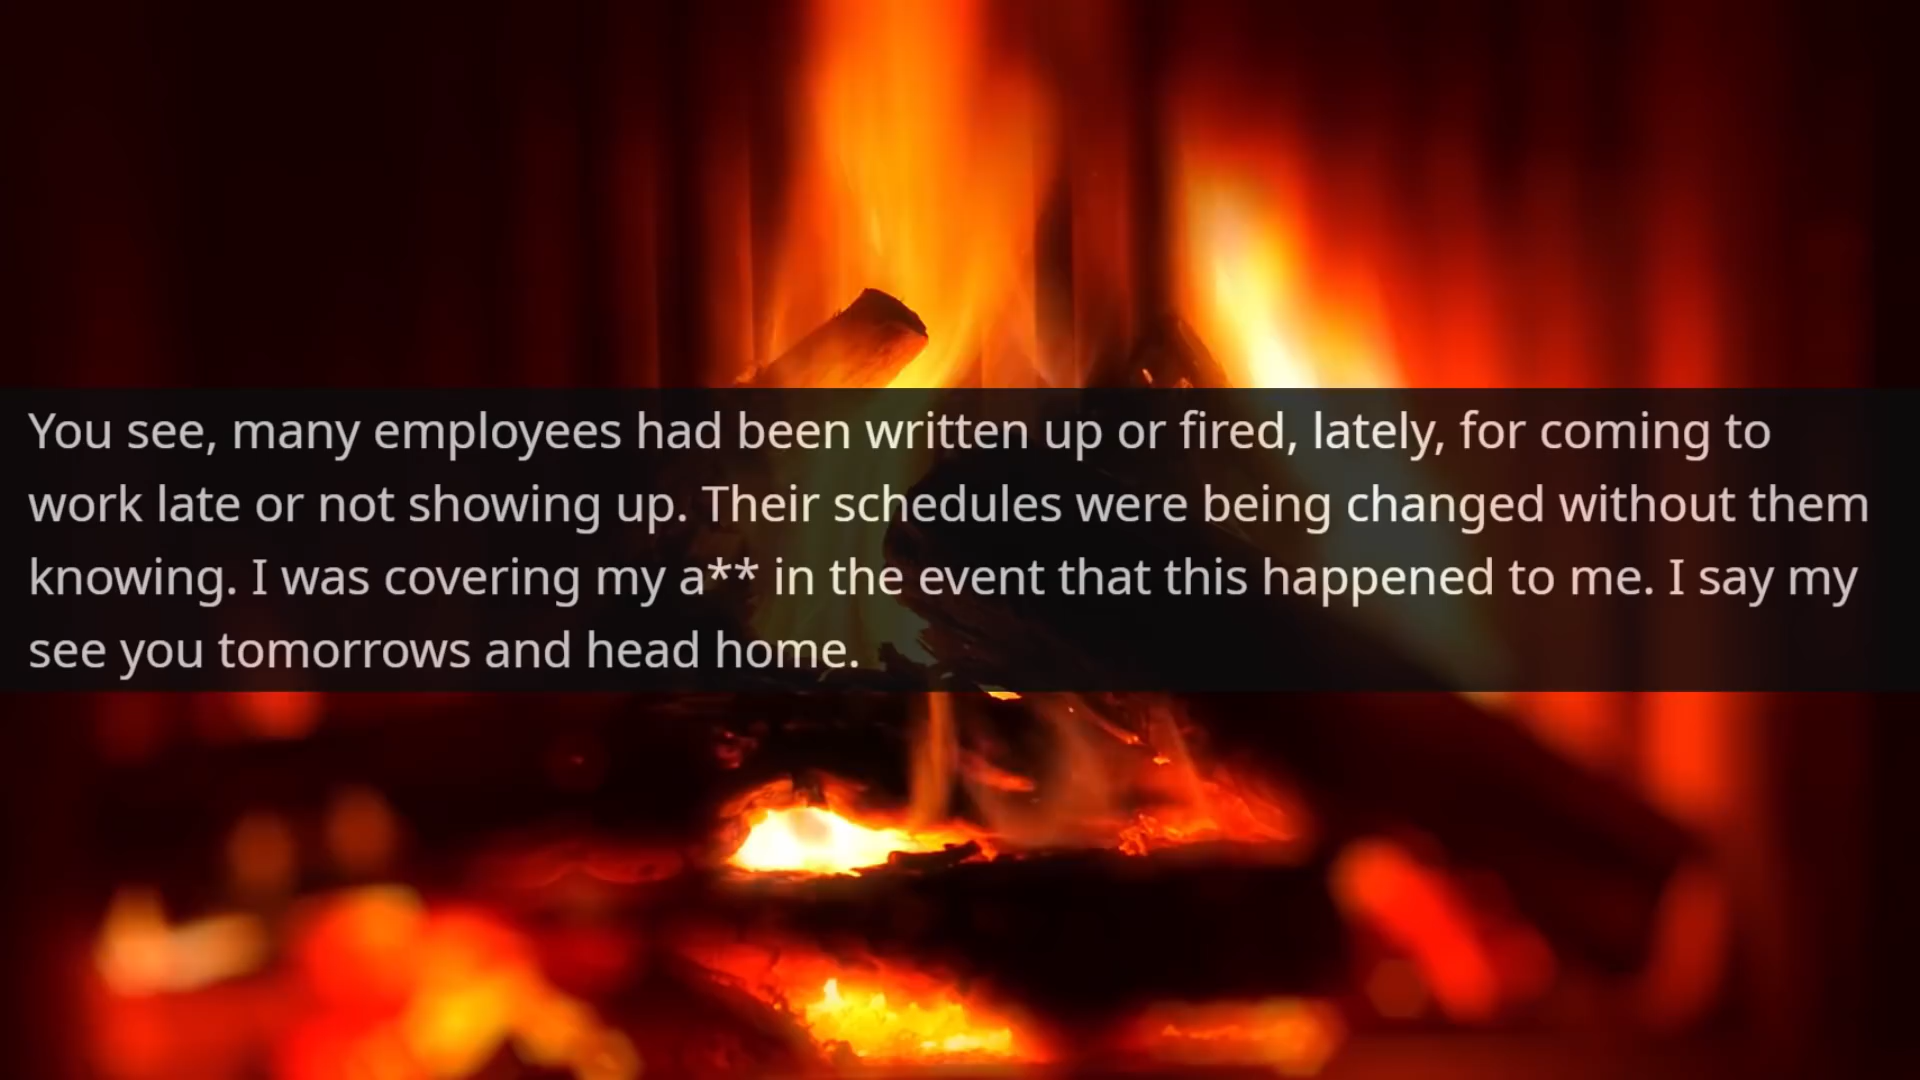 You see, many employees had been written up or fired, lately, for coming to
work late or not showing up. Their schedules were being changed without them
knowing. I was covering my a** in the event that this happened to me. I say my
see you tomorrows and head home.